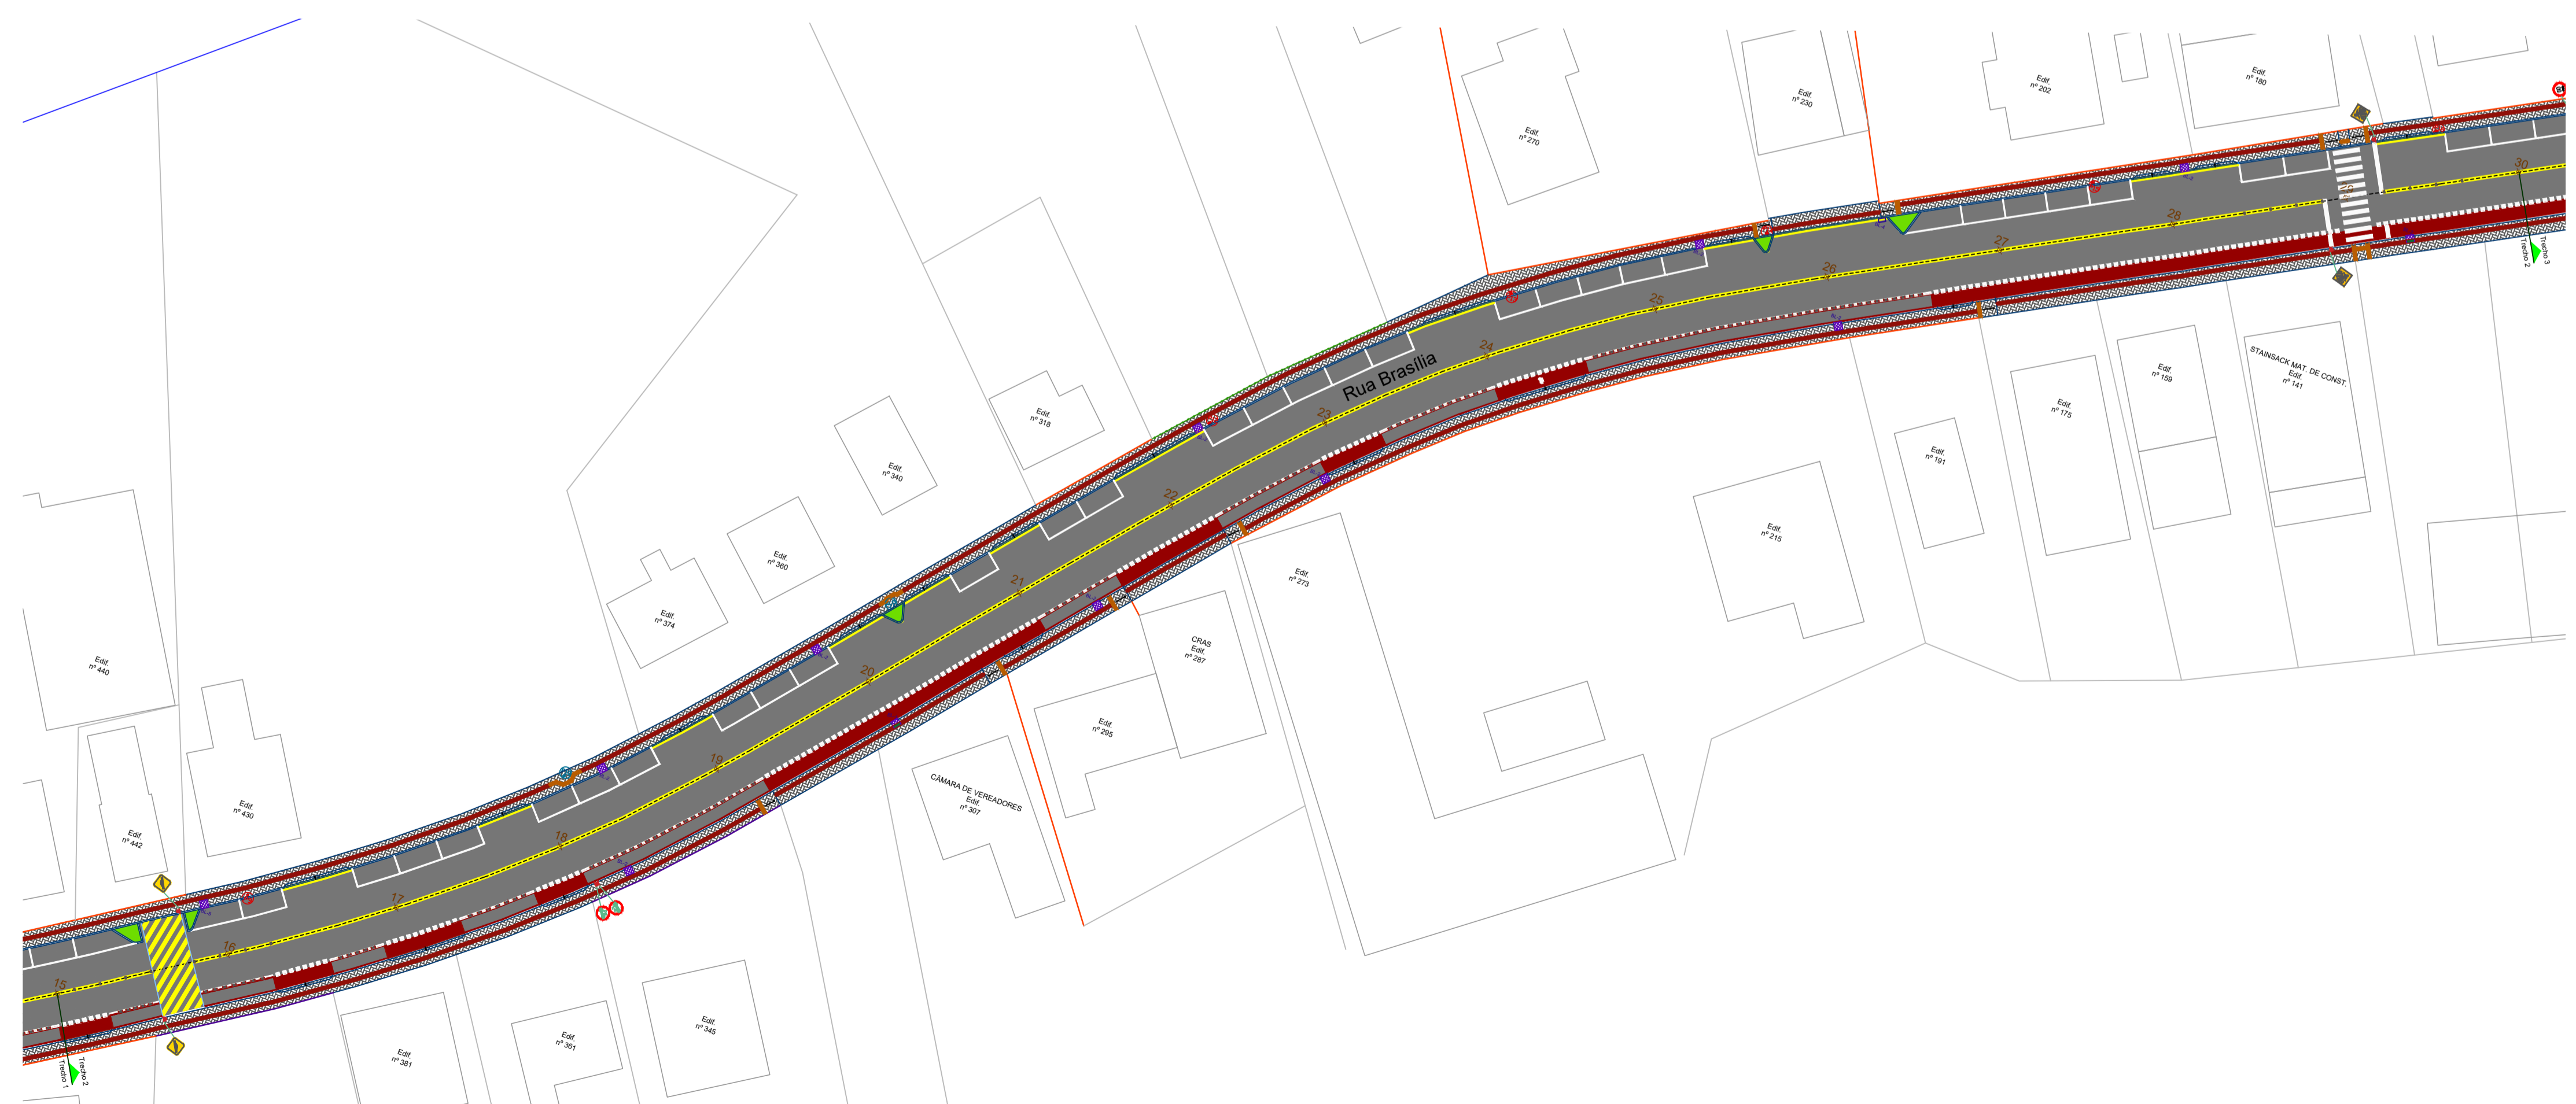 Edif.
nº 180
Edif.
nº 202
Edif.
nº 230
Edif.
nº 270
30
28
27
26
25
24
23
22
21
20
19
18
17
16
15
Rua Brasília
Trecho 2
Trecho 3
Edif.
nº 318
Edif.
nº 340
Edif.
nº 360
Edif.
nº 374
Edif.
nº 440
Edif.
nº 430
Edif.
nº 442
STAINSACK MAT. DE CONST.
Edif.
nº 141
Edif.
nº 159
Edif.
nº 175
Edif.
nº 191
Edif.
nº 215
Edif.
nº 273
CRAS
Edif.
nº 287
Edif.
nº 295
CÂMARA DE VEREADORES
Edif.
nº 307
Edif.
nº 345
Edif.
nº 361
Edif.
nº 381
Trecho 1
Trecho 2